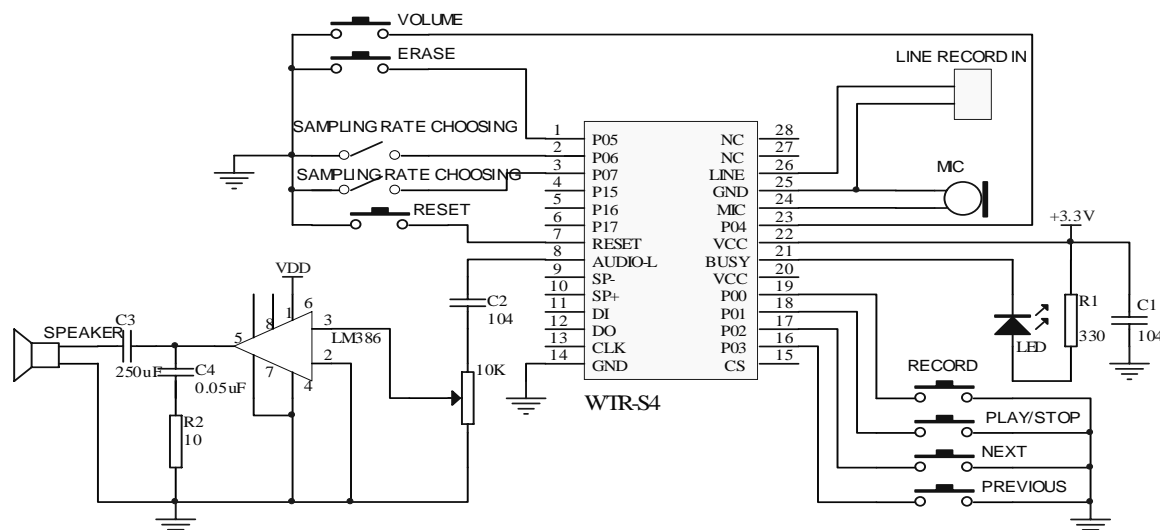 VOLUME
ERASE
LINE RECORD IN
SAMPLING RATE CHOOSING
SAMPLING RATE CHOOSING
RESET
MIC
+3.3V
1 P05 NC 28
2 P06 NC 27
3 P07 LINE 26
4 P15 GND 25
5 P16 MIC 24
6 P17 P04 23
7 RESET VCC 22
8 AUDIO-L BUSY 21
9 SP- VCC 20
10 SP+ P00 19
11 DI P01 18
12 DO P02 17
13 CLK P03 16
14 GND CS 15
WTR-S4
VDD
C2
104
SPEAKER
C3
250uF
C4
0.05uF
R2
10
5
8
1
6
3
LM386
2
7
4
10K
LED
R1
330
C1
104
RECORD
PLAY/STOP
NEXT
PREVIOUS